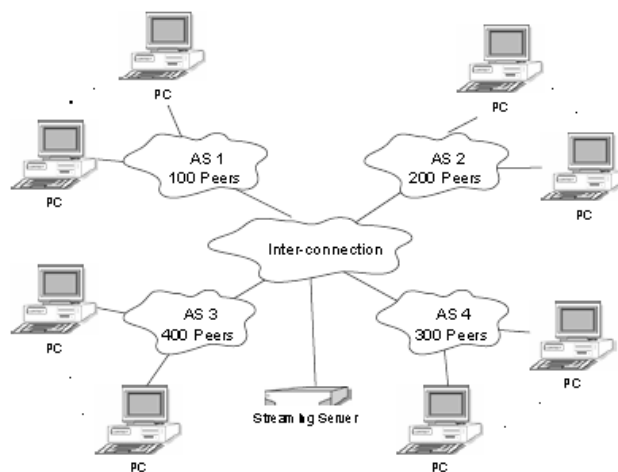 PC
PC
AS 1
100 Peers
PC
AS 2
200 Peers
PC
Inter-connection
AS 3
400 Peers
PC
AS 4
300 Peers
PC
Streaming Server
PC
PC